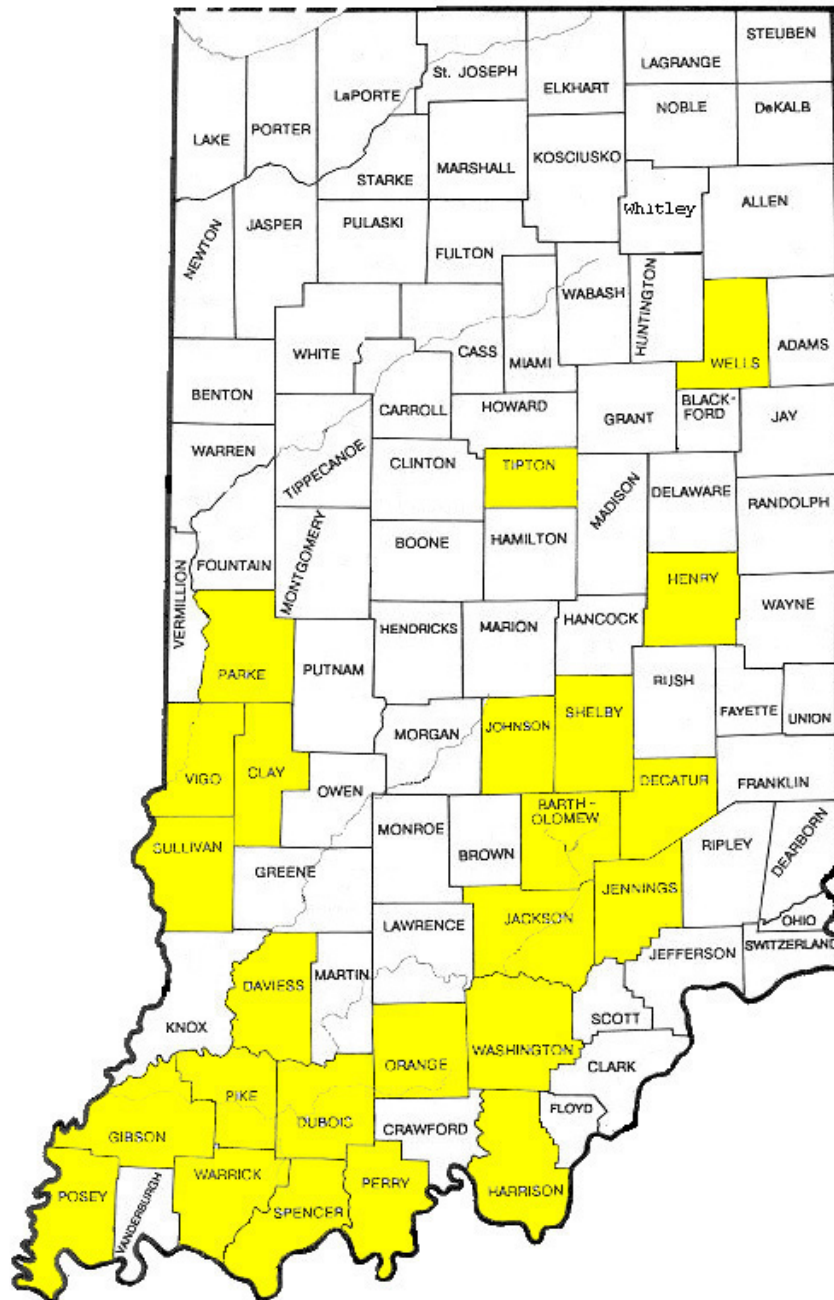 STEUBEN
LAGRANGE
St. JOSEPH
ELKHART
LaPORTE
NOBLE
DeKALB
PORTER
LAKE
KOSCIUSKO
MARSHALL
STARKE
Whitley
ALLEN
JASPER
PULASKI
NEWTON
FULTON
WABASH
HUNTINGTON
WHITE
CASS
MIAMI
WELLS
ADAMS
BENTON
CARROLL
HOWARD
GRANT
BLACK-
FORD
JAY
WARREN
TIPPECANOE
CLINTON
TIPTON
MADISON
DELAWARE
RANDOLPH
FOUNTAIN
MONTGOMERY
BOONE
HAMILTON
HENRY
VERMILLION
WAYNE
HENDRICKS
MARION
HANCOCK
PARKE
PUTNAM
RUSH
FAYETTE
UNION
MORGAN
JOHNSON
SHELBY
VIGO
CLAY
OWEN
DECATUR
FRANKLIN
MONROE
BROWN
BARTH-
OLOMEW
SULLIVAN
RIPLEY
DEARBORN
GREENE
JENNINGS
LAWRENCE
JACKSON
OHIO
SWITZERLAND
JEFFERSON
MARTIN
DAVIESS
KNOX
SCOTT
ORANGE
WASHINGTON
CLARK
PIKE
DUBOIS
CRAWFORD
FLOYD
GIBSON
WARRICK
PERRY
HARRISON
POSEY
VANDERBURGH
SPENCER